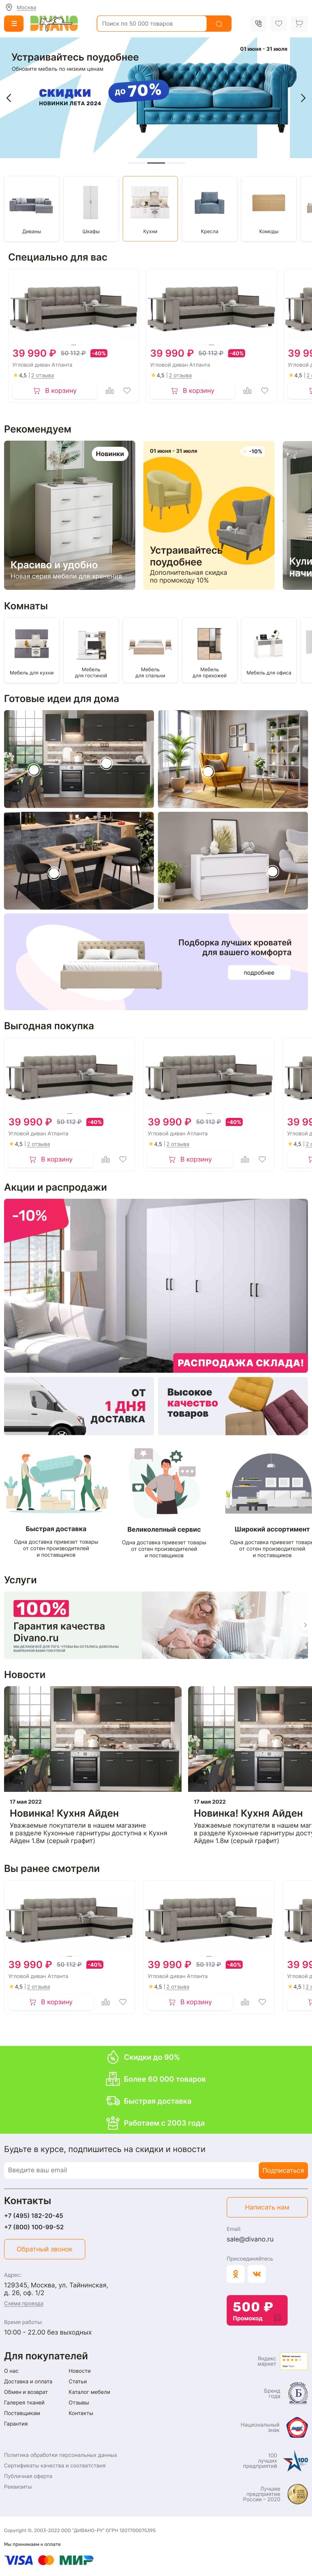 Москва
DIVANO
Поиск по 50 000 товаров
01 июня - 31 июля
Устраивайтесь поудобнее
Обновите мебель по низким ценам
скидки
до 70%
НОВИНКИ ЛЕТА 2024
Диваны
Шкафы
Кухни
Кресла
Комоды
Специально для вас
39 990 ₽ 50 112 ₽ -40%
Угловой диван Атланта
4,5 | 2 отзыва
В корзину
39 990 ₽ 50 112 ₽ -40%
Угловой диван Атланта
4,5 | 2 отзыва
В корзину
39 99
Угловой д
4,5 | 2 о
Рекомендуем
Новинки
Красиво и удобно
Новая серия мебели для хранения
01 июня - 31 июля
-10%
Устраивайтесь
поудобнее
Дополнительная скидка
по промокоду 10%
Кули
начи
Комнаты
Мебель для кухни
Мебель
для гостиной
Мебель
для спальни
Мебель
для прихожей
Мебель для офиса
Готовые идеи для дома
Подборка лучших кроватей
для вашего комфорта
подробнее
Выгодная покупка
39 990 ₽ 50 112 ₽ -40%
Угловой диван Атланта
4,5 | 2 отзыва
В корзину
39 990 ₽ 50 112 ₽ -40%
Угловой диван Атланта
4,5 | 2 отзыва
В корзину
39 99
Угловой д
4,5 | 2 о
Акции и распродажи
-10%
РАСПРОДАЖА СКЛАДА!
ОТ
1 ДНЯ
ДОСТАВКА
Высокое
качество
товаров
Быстрая доставка
Одна доставка привезет товары
от сотен производителей
и поставщиков
Великолепный сервис
Одна доставка привезет товары
от сотен производителей
и поставщиков
Широкий ассортимент
Одна доставка привезет товары
от сотен производителей
и поставщиков
Услуги
100%
Гарантия качества
Divano.ru
Новости
17 мая 2022
Новинка! Кухня Айден
Уважаемые покупатели в нашем магазине
в разделе Кухонные гарнитуры доступна к Кухня
Айден 1.8м (серый графит)
17 мая 2022
Новинка! Кухня Айден
Уважаемые покупатели в нашем маг
в разделе Кухонные гарнитуры досту
Айден 1.8м (серый графит)
Вы ранее смотрели
39 990 ₽ 50 112 ₽ -40%
Угловой диван Атланта
4,5 | 2 отзыва
В корзину
39 990 ₽ 50 112 ₽ -40%
Угловой диван Атланта
4,5 | 2 отзыва
В корзину
39 99
Угловой д
4,5 | 2 о
Скидки до 90%
Более 60 000 товаров
Быстрая доставка
Работаем с 2003 года
Будьте в курсе, подпишитесь на скидки и новости
Введите ваш email
Подписаться
Контакты
+7 (495) 182-20-45
+7 (800) 100-99-52
Обратный звонок
Адрес:
129345, Москва, ул. Тайнинская,
д. 26, оф. 1/2
Схема проезда
Время работы:
10:00 - 22.00 без выходных
Написать нам
Email:
sale@divano.ru
Присоединяйтесь
500 ₽
Промокод
Для покупателей
О нас
Доставка и оплата
Обмен и возврат
Галерея тканей
Поставщикам
Гарантия
Новости
Статьи
Каталог мебели
Отзывы
Контакты
Яндекс
маркет
Бренд
года
Национальный
знак
100
лучших
предприятий
Лучшее
предприятие
России – 2020
Политика обработки персональных данных
Сертификаты качества и соответствия
Публичная оферта
Реквизиты
Copyright ©, 2003-2022 ООО "ДИВАНО-РУ" ОГРН 1207700075395
Мы принимаем к оплате
VISA
МИР